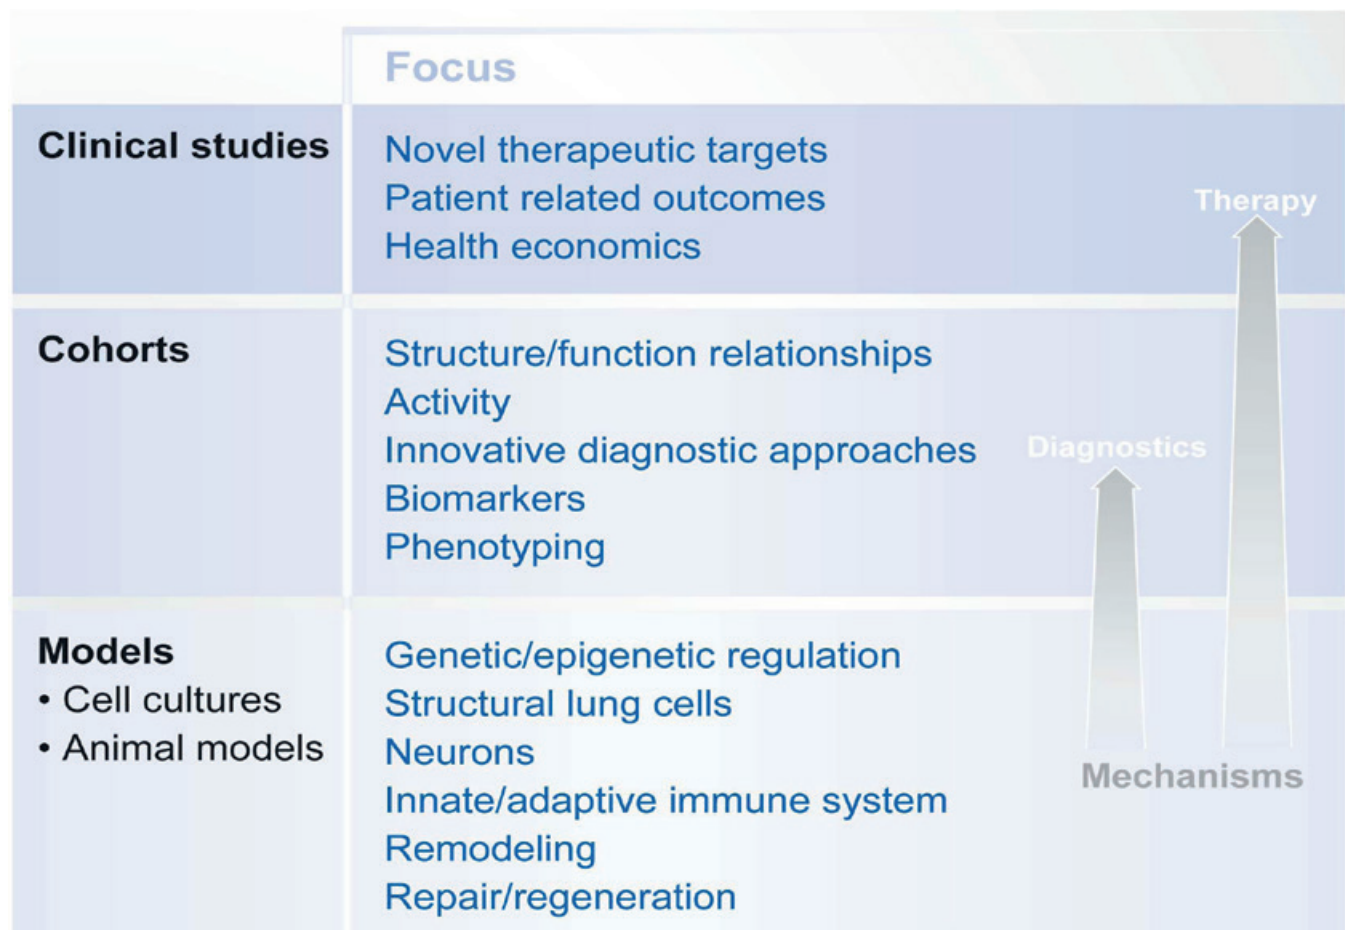 Focus
Clinical studies
Novel therapeutic targets
Patient related outcomes
Health economics
Therapy
Cohorts
Structure/function relationships
Activity
Innovative diagnostic approaches
Biomarkers
Phenotyping
Diagnostics
Models
• Cell cultures
• Animal models
Genetic/epigenetic regulation
Structural lung cells
Neurons
Innate/adaptive immune system
Remodeling
Repair/regeneration
Mechanisms